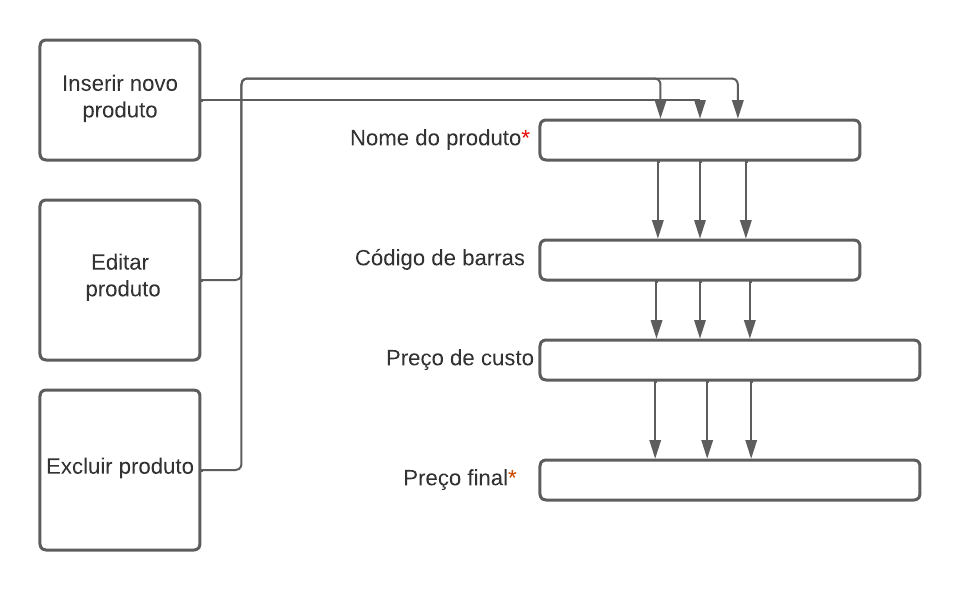 Inserir novo
produto
Editar
produto
Excluir produto
Nome do produto*
Código de barras
Preço de custo
Preço final*